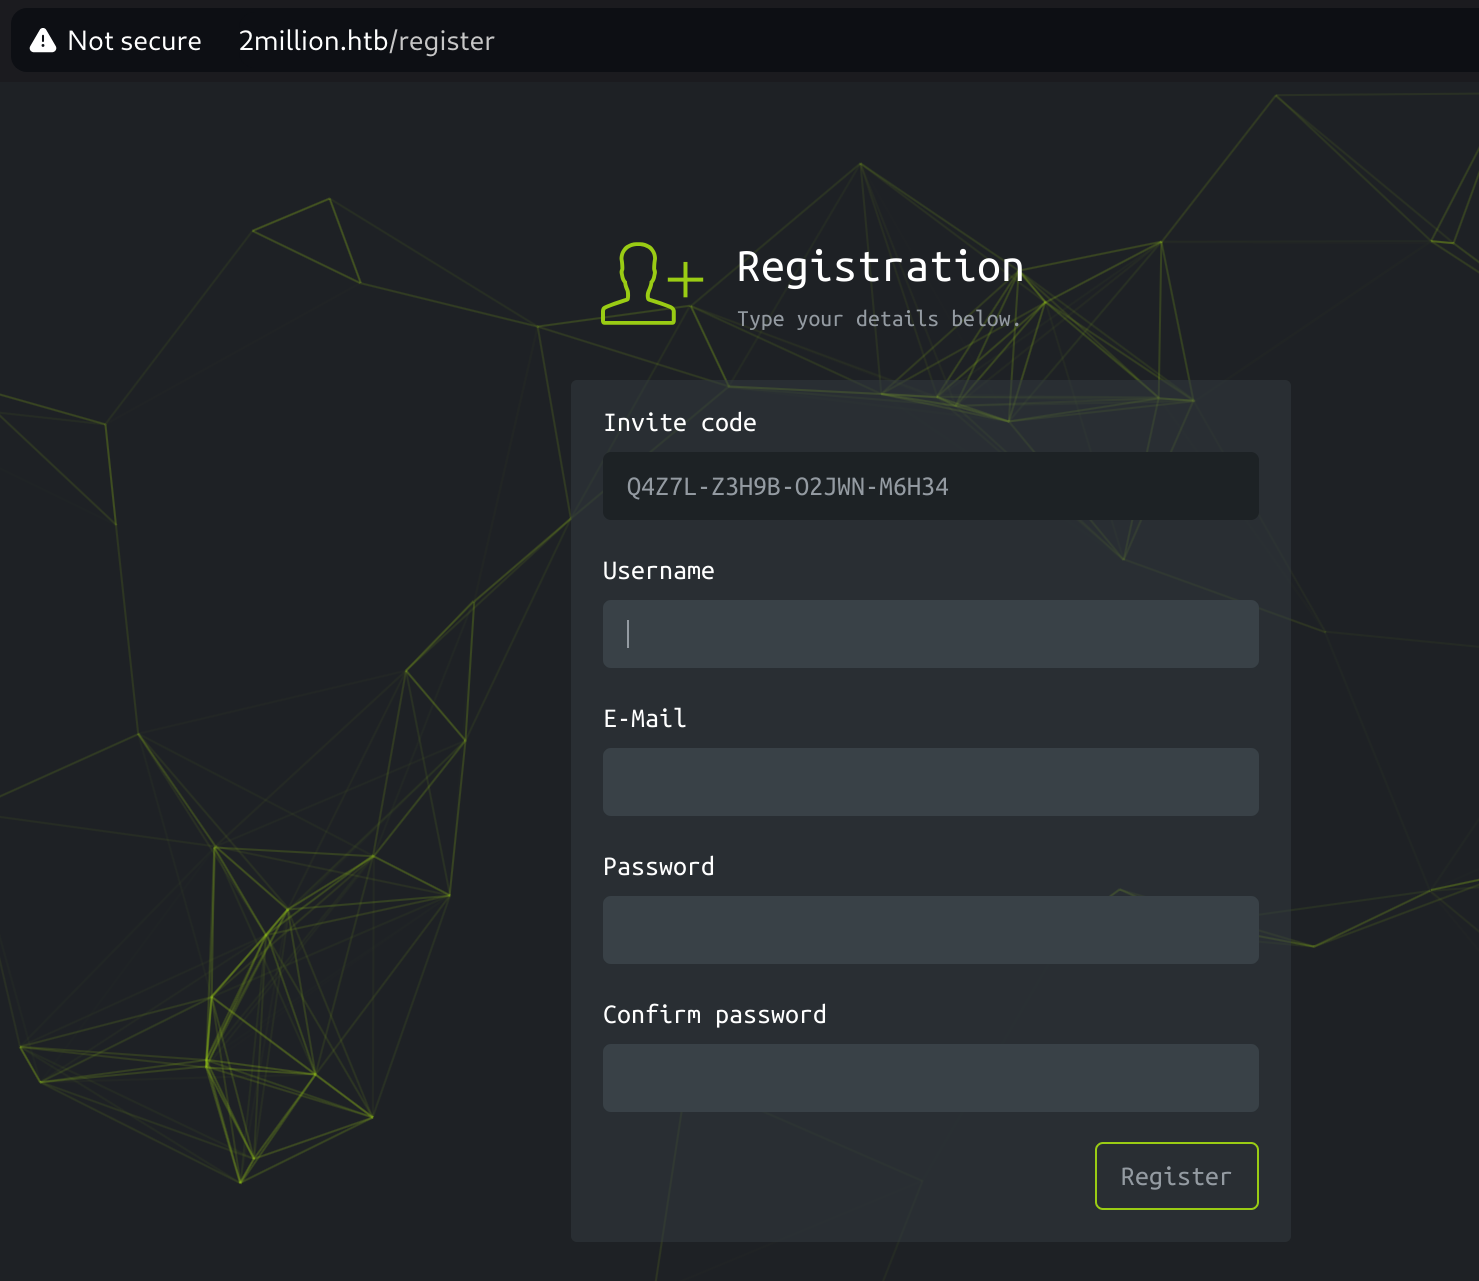 Not secure 2million.htb/register
Registration
Type your details below.
Invite code
Q4Z7L-Z3H9B-O2JWN-M6H34
Username
E-Mail
Password
Confirm password
Register